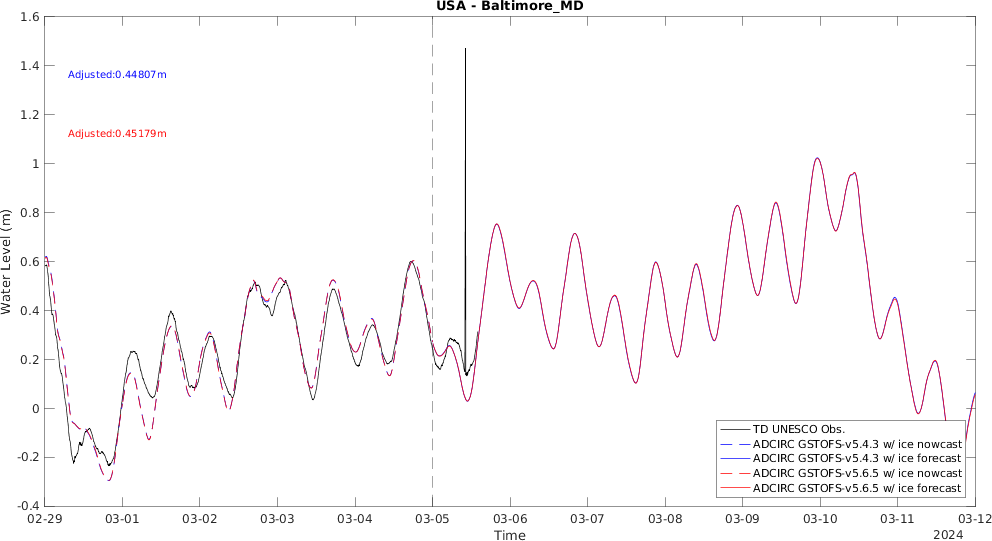 USA - Baltimore_MD
1.6
1.4
1.2
1
0.8
0.6
0.4
0.2
0
-0.2
-0.4
Water Level (m)
Adjusted:0.44807m
Adjusted:0.45179m
TD UNESCO Obs.
ADCIRC GSTOFS-v5.4.3 w/ ice nowcast
ADCIRC GSTOFS-v5.4.3 w/ ice forecast
ADCIRC GSTOFS-v5.6.5 w/ ice nowcast
ADCIRC GSTOFS-v5.6.5 w/ ice forecast
02-29 03-01 03-02 03-03 03-04 03-05 03-06 03-07 03-08 03-09 03-10 03-11 03-12
Time
2024